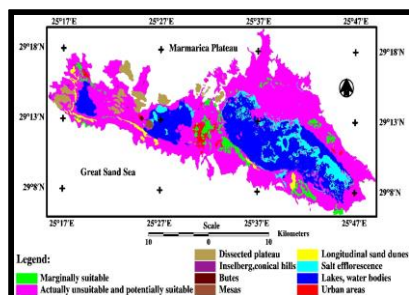 25°17'E 25°27'E 25°37'E 25°47'E
29°18'N Marmarica Plateau 29°18'N
29°13'N 29°13'N
Great Sand Sea
29°8'N 29°8'N
25°17'E 25°27'E 25°37'E 25°47'E
Scale
10 0 10
Kilometers
Legend:
Marginally suitable
Actually unsuitable and potentially suitable
Dissected plateau
Inselberg,conical hills
Butes
Mesas
Longitudinal sand dunes
Salt efflorescence
Lakes, water bodies
Urban areas